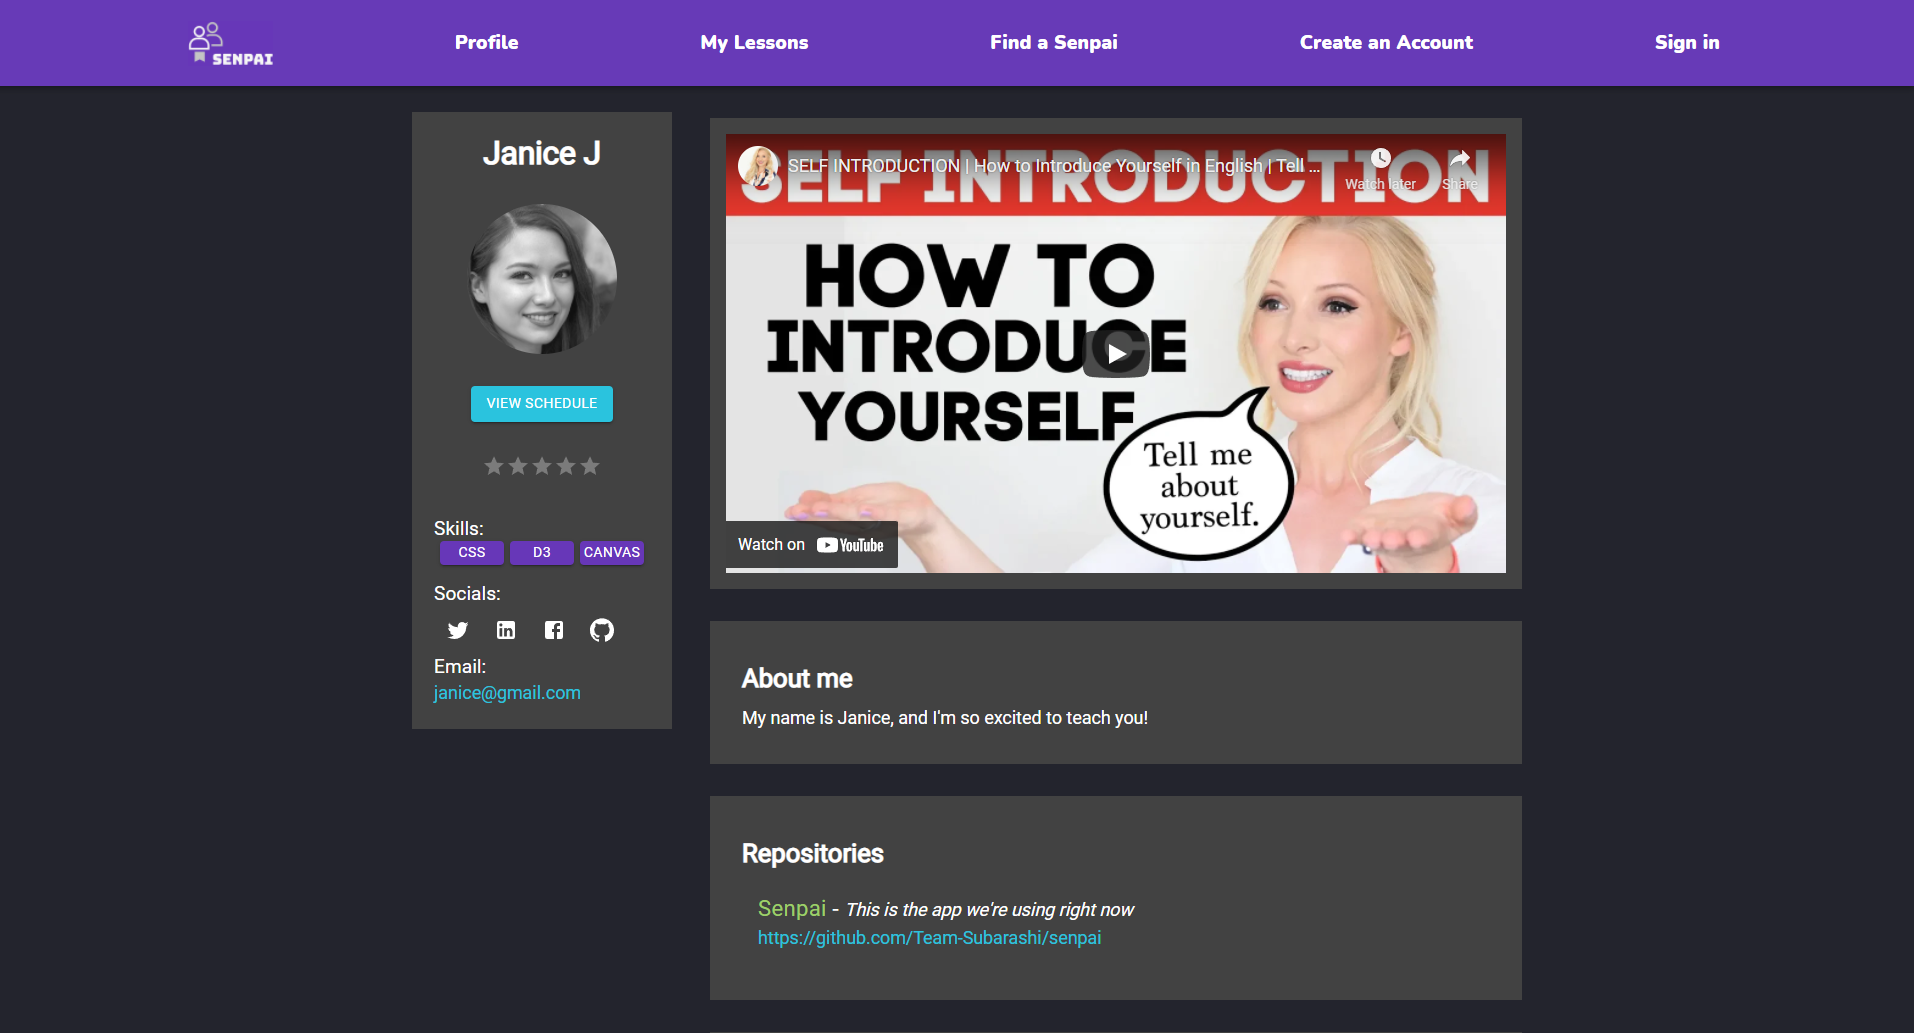 SENPAI
Profile
My Lessons
Find a Senpai
Create an Account
Sign in
Janice J
VIEW SCHEDULE
Skills:
CSS
D3
CANVAS
Socials:
Email:
janice@gmail.com
SELF INTRODUCTION
SELF INTRODUCTION | How to Introduce Yourself in English | Tell ...
Watch later
Share
HOW TO
INTRODUCE
YOURSELF
Tell me
about
yourself.
Watch on YouTube
About me
My name is Janice, and I'm so excited to teach you!
Repositories
Senpai - This is the app we're using right now
https://github.com/Team-Subarashi/senpai